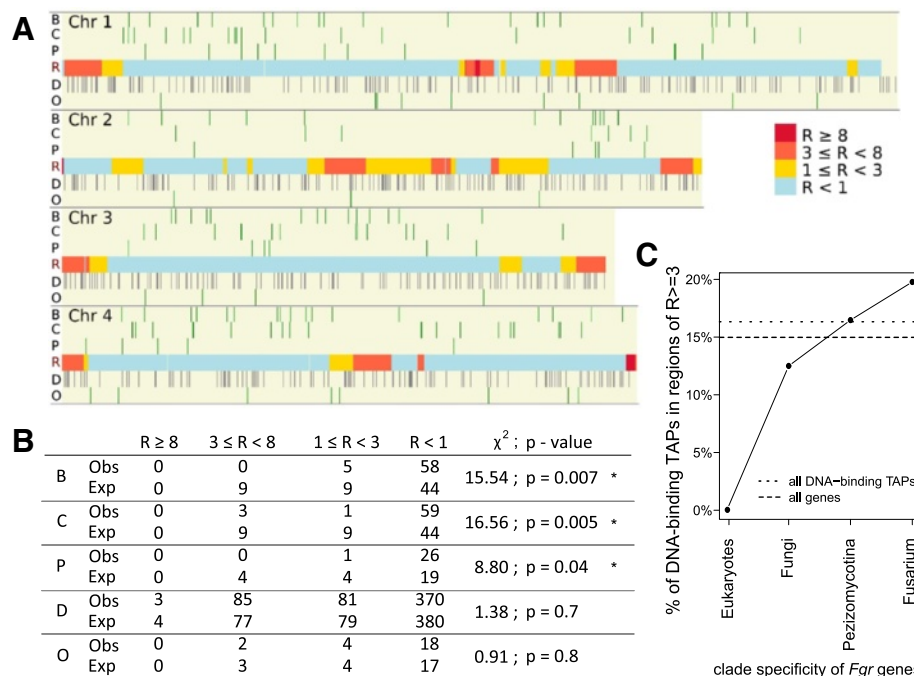 A
B Chr 1
C
P
R
D
O
B Chr 2
C
P
R
D
O
B Chr 3
C
P
R
D
O
B Chr 4
C
P
R
D
O
R ≥ 8
3 ≤ R < 8
1 ≤ R < 3
R < 1
B
R ≥ 8 3 ≤ R < 8 1 ≤ R < 3 R < 1 χ² ; p - value
B Obs 0 0 5 58 15.54 ; p = 0.007 *
Exp 0 9 9 44
C Obs 0 3 1 59 16.56 ; p = 0.005 *
Exp 0 9 9 44
P Obs 0 0 1 26 8.80 ; p = 0.04 *
Exp 0 4 4 19
D Obs 3 85 81 370 1.38 ; p = 0.7
Exp 4 77 79 380
O Obs 0 2 4 18 0.91 ; p = 0.8
Exp 0 3 4 17
C
% of DNA-binding TAPs in regions of R>=3
20%
15%
10%
5%
0%
all DNA-binding TAPs
all genes
Eukaryotes
Fungi
Pezizomycotina
Fusarium
clade specificity of Fgr genes